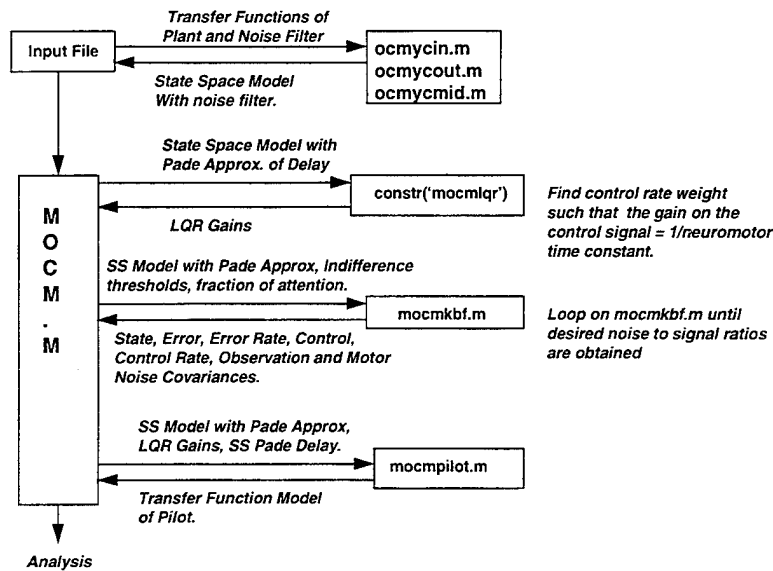 Transfer Functions of
Plant and Noise Filter
Input File
ocmycin.m
ocmycout.m
ocmycmid.m
State Space Model
With noise filter.
State Space Model with
Pade Approx. of Delay
constr('mocmlqr')
LQR Gains
Find control rate weight
such that the gain on the
control signal = 1/neuromotor
time constant.
M
O
C
M
.
M
SS Model with Pade Approx, Indifference
thresholds, fraction of attention.
mocmkbf.m
Loop on mocmkbf.m until
desired noise to signal ratios
are obtained
State, Error, Error Rate, Control,
Control Rate, Observation and Motor
Noise Covariances.
SS Model with Pade Approx,
LQR Gains, SS Pade Delay.
mocmpilot.m
Transfer Function Model
of Pilot.
Analysis